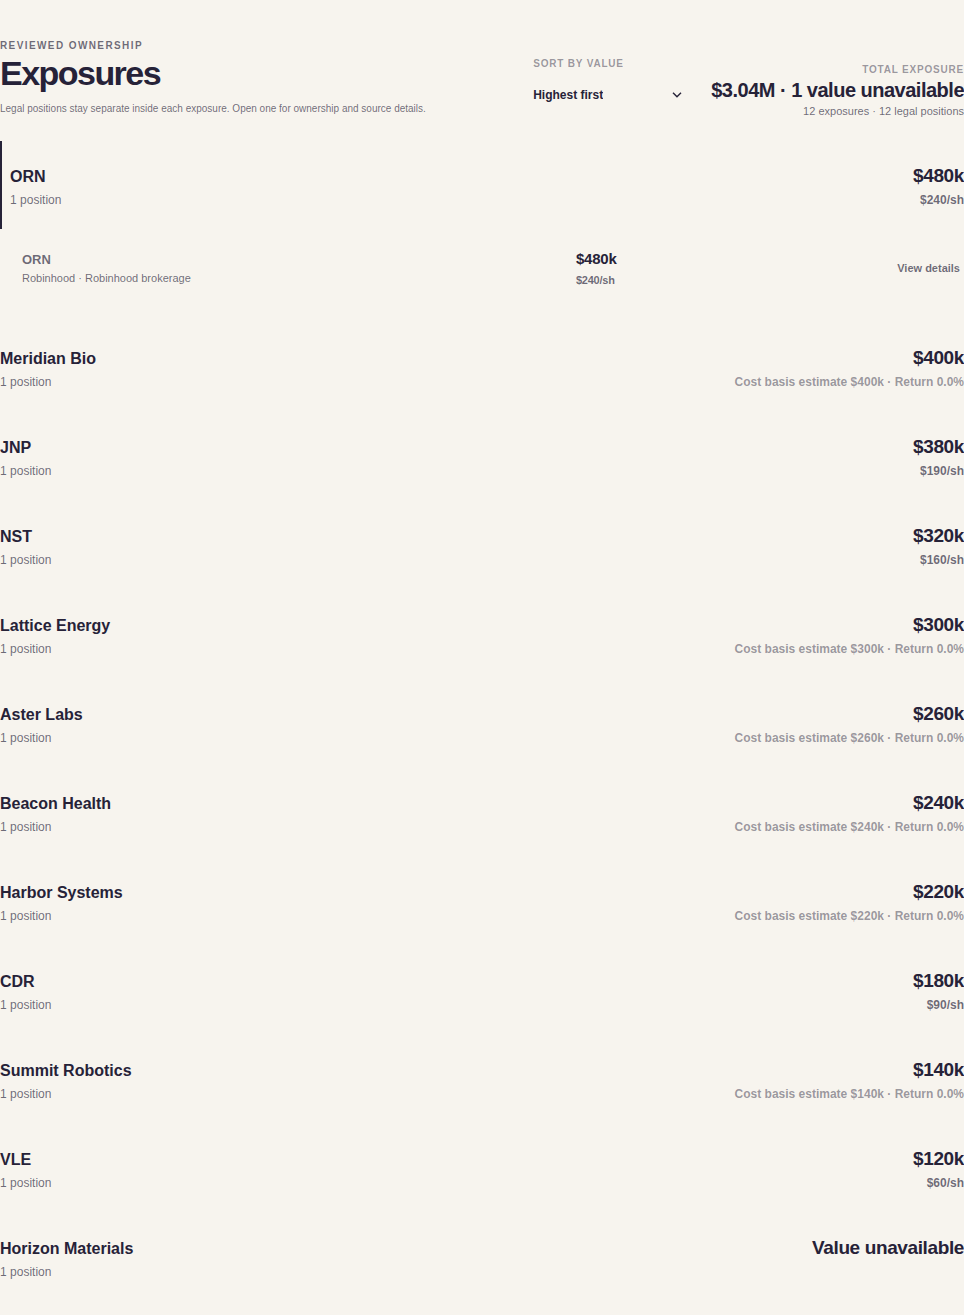 REVIEWED OWNERSHIP
Exposures
Legal positions stay separate inside each exposure. Open one for ownership and source details.
SORT BY VALUE
Highest first
TOTAL EXPOSURE
$3.04M · 1 value unavailable
12 exposures · 12 legal positions
ORN
1 position
$480k
$240/sh
ORN
Robinhood · Robinhood brokerage
$480k
$240/sh
View details
Meridian Bio
1 position
$400k
Cost basis estimate $400k · Return 0.0%
JNP
1 position
$380k
$190/sh
NST
1 position
$320k
$160/sh
Lattice Energy
1 position
$300k
Cost basis estimate $300k · Return 0.0%
Aster Labs
1 position
$260k
Cost basis estimate $260k · Return 0.0%
Beacon Health
1 position
$240k
Cost basis estimate $240k · Return 0.0%
Harbor Systems
1 position
$220k
Cost basis estimate $220k · Return 0.0%
CDR
1 position
$180k
$90/sh
Summit Robotics
1 position
$140k
Cost basis estimate $140k · Return 0.0%
VLE
1 position
$120k
$60/sh
Horizon Materials
1 position
Value unavailable